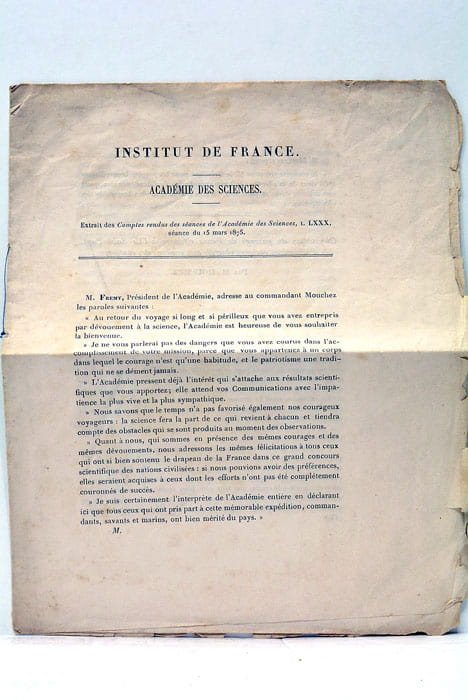 INSTITUT DE FRANCE.
ACADÉMIE DES SCIENCES.
Extrait des Comptes rendus des séances de l'Académie des Sciences, t. LXXX,
séance du 15 mars 1875.
M. FREMY, Président de l'Académie, adresse au commandant Mouchez
les paroles suivantes :
« Au retour du voyage si long et si périlleux que vous avez entrepris
par dévouement à la science, l'Académie est heureuse de vous souhaiter
la bienvenue.
» Je ne vous parlerai pas des dangers que vous avez courus dans l'ac-
complissement de votre mission, parce que vous appartenez à un corps
dans lequel le courage n'est qu'une habitude, et le patriotisme une tradi-
tion qui ne se dément jamais.
» L'Académie pressent déjà l'intérêt qui s'attache aux résultats scienti-
fiques que vous apportez; elle attend vos Communications avec l'impa-
tience la plus vive et la plus sympathique.
» Nous savons que le temps n'a pas favorisé également nos courageux
voyageurs : la science fera la part de ce qui revient à chacun et tiendra
compte des obstacles qui se sont produits au moment des observations.
» Quant à nous, qui sommes en présence des mêmes courages et des
mêmes dévouements, nous adressons les mêmes félicitations à tous ceux
qui ont si bien soutenu le drapeau de la France dans ce grand concours
scientifique des nations civilisées : si nous pouvions avoir des préférences,
elles seraient acquises à ceux dont les efforts n'ont pas été complétement
couronnés de succès.
» Je suis certainement l'interprète de l'Académie entière en déclarant
ici que tous ceux qui ont pris part à cette mémorable expédition, comman-
dants, savants et marins, ont bien mérité du pays. »
M.